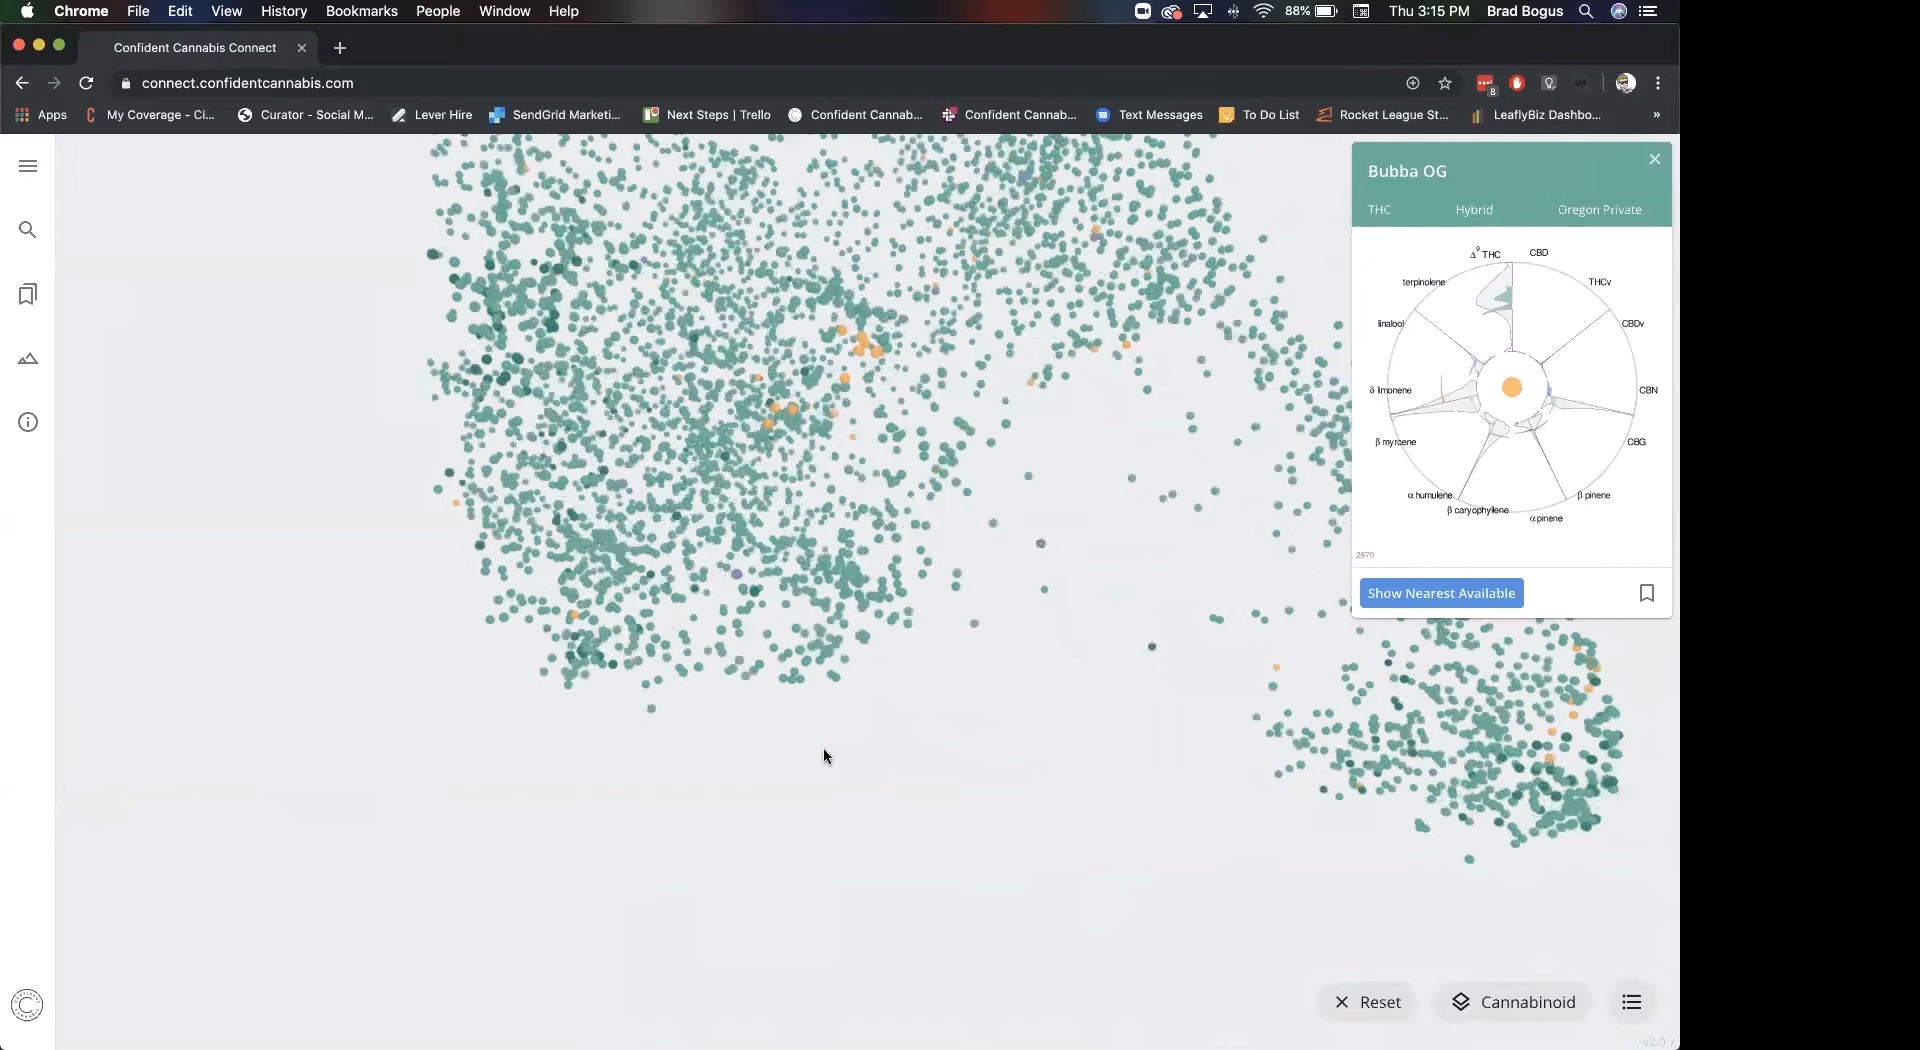 Chrome File Edit View History Bookmarks People Window Help 88% Thu 3:15 PM Brad Bogus
Confident Cannabis Connect
connect.confidentcannabis.com
8
Apps My Coverage - Ci... Curator - Social M... Lever Hire SendGrid Marketi... Next Steps | Trello Confident Cannab... Confident Cannab... Text Messages To Do List Rocket League St... LeaflyBiz Dashbo... »
Bubba OG
THC Hybrid Oregon Private
Δ⁹ THC CBD
terpinolene THCv
linalool CBDv
δ limonene CBN
β myrcene CBG
α humulene β pinene
β caryophyllene α pinene
2970
Show Nearest Available
Reset Cannabinoid